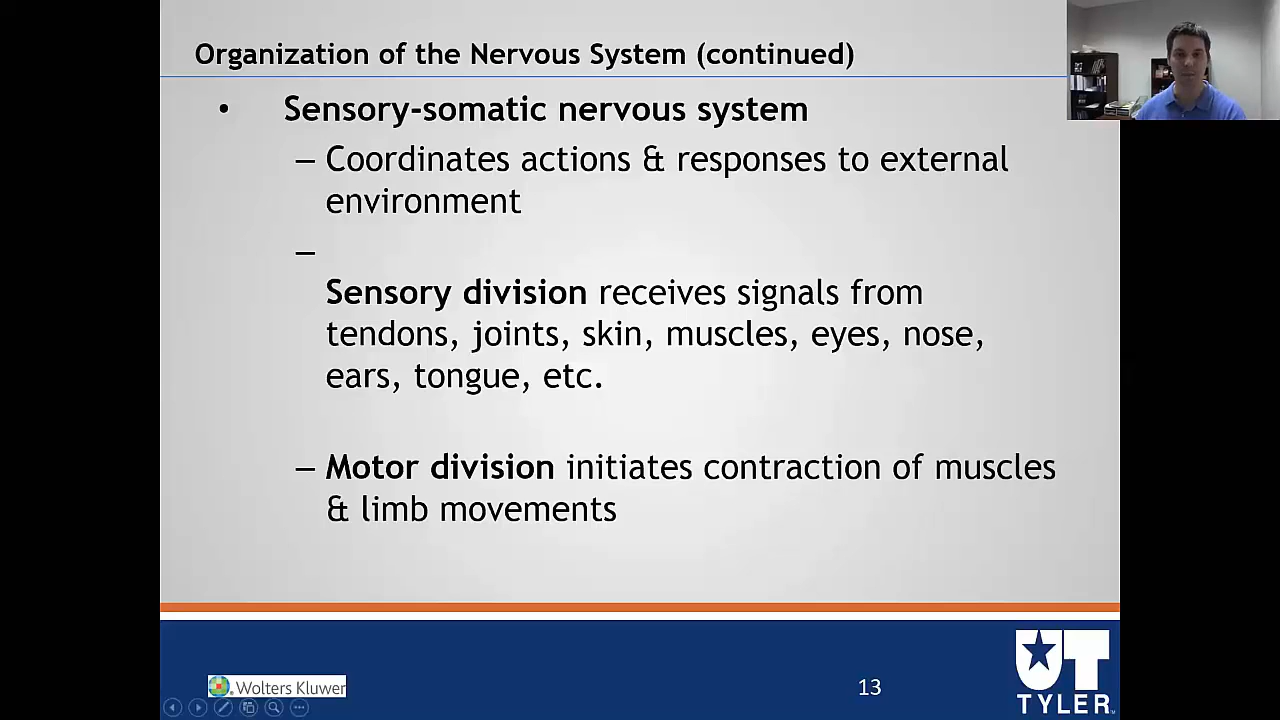 Organization of the Nervous System (continued)
• Sensory-somatic nervous system
– Coordinates actions & responses to external
environment
–
Sensory division receives signals from
tendons, joints, skin, muscles, eyes, nose,
ears, tongue, etc.
– Motor division initiates contraction of muscles
& limb movements
Wolters Kluwer
13
UT
TYLER